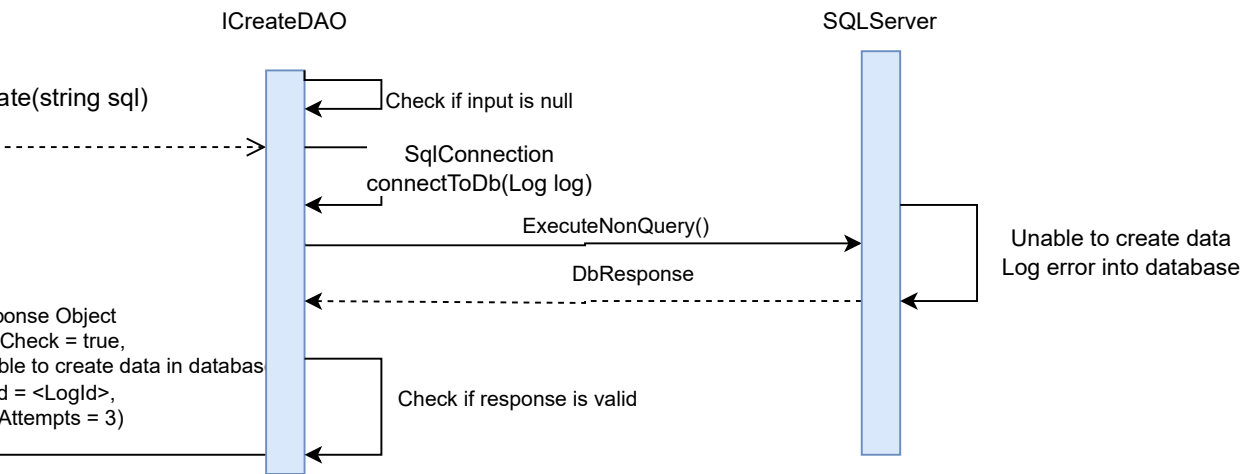 ICreateDAO
SQLServer
ate(string sql)
Check if input is null
SqlConnection
connectToDb(Log log)
ExecuteNonQuery()
Unable to create data
Log error into database
DbResponse
ponse Object
Check = true,
ble to create data in databas
d = <LogId>,
Attempts = 3)
Check if response is valid